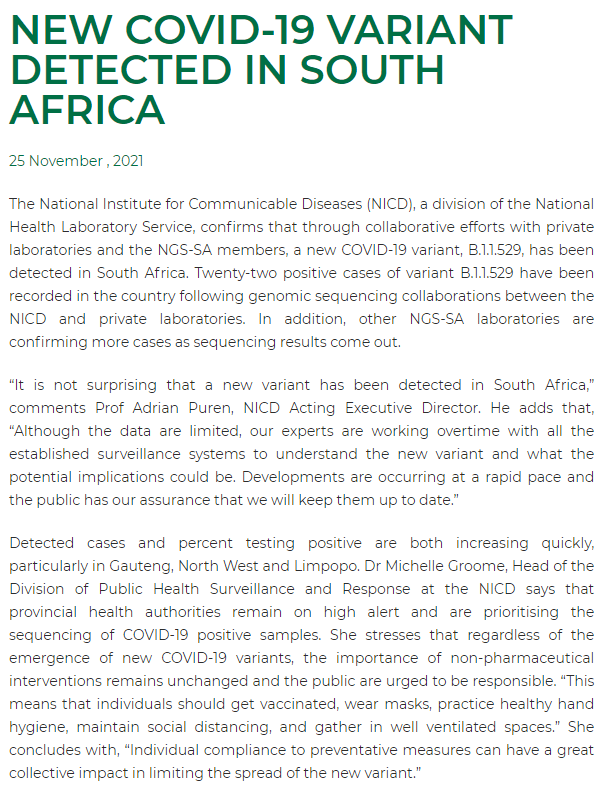 NEW COVID-19 VARIANT
DETECTED IN SOUTH
AFRICA
25 November , 2021
The National Institute for Communicable Diseases (NICD), a division of the National
Health Laboratory Service, confirms that through collaborative efforts with private
laboratories and the NGS-SA members, a new COVID-19 variant, B.1.1.529, has been
detected in South Africa. Twenty-two positive cases of variant B.1.1.529 have been
recorded in the country following genomic sequencing collaborations between the
NICD and private laboratories. In addition, other NGS-SA laboratories are
confirming more cases as sequencing results come out.
“It is not surprising that a new variant has been detected in South Africa,”
comments Prof Adrian Puren, NICD Acting Executive Director. He adds that,
“Although the data are limited, our experts are working overtime with all the
established surveillance systems to understand the new variant and what the
potential implications could be. Developments are occurring at a rapid pace and
the public has our assurance that we will keep them up to date.”
Detected cases and percent testing positive are both increasing quickly,
particularly in Gauteng, North West and Limpopo. Dr Michelle Groome, Head of the
Division of Public Health Surveillance and Response at the NICD says that
provincial health authorities remain on high alert and are prioritising the
sequencing of COVID-19 positive samples. She stresses that regardless of the
emergence of new COVID-19 variants, the importance of non-pharmaceutical
interventions remains unchanged and the public are urged to be responsible. “This
means that individuals should get vaccinated, wear masks, practice healthy hand
hygiene, maintain social distancing, and gather in well ventilated spaces.” She
concludes with, “Individual compliance to preventative measures can have a great
collective impact in limiting the spread of the new variant.”